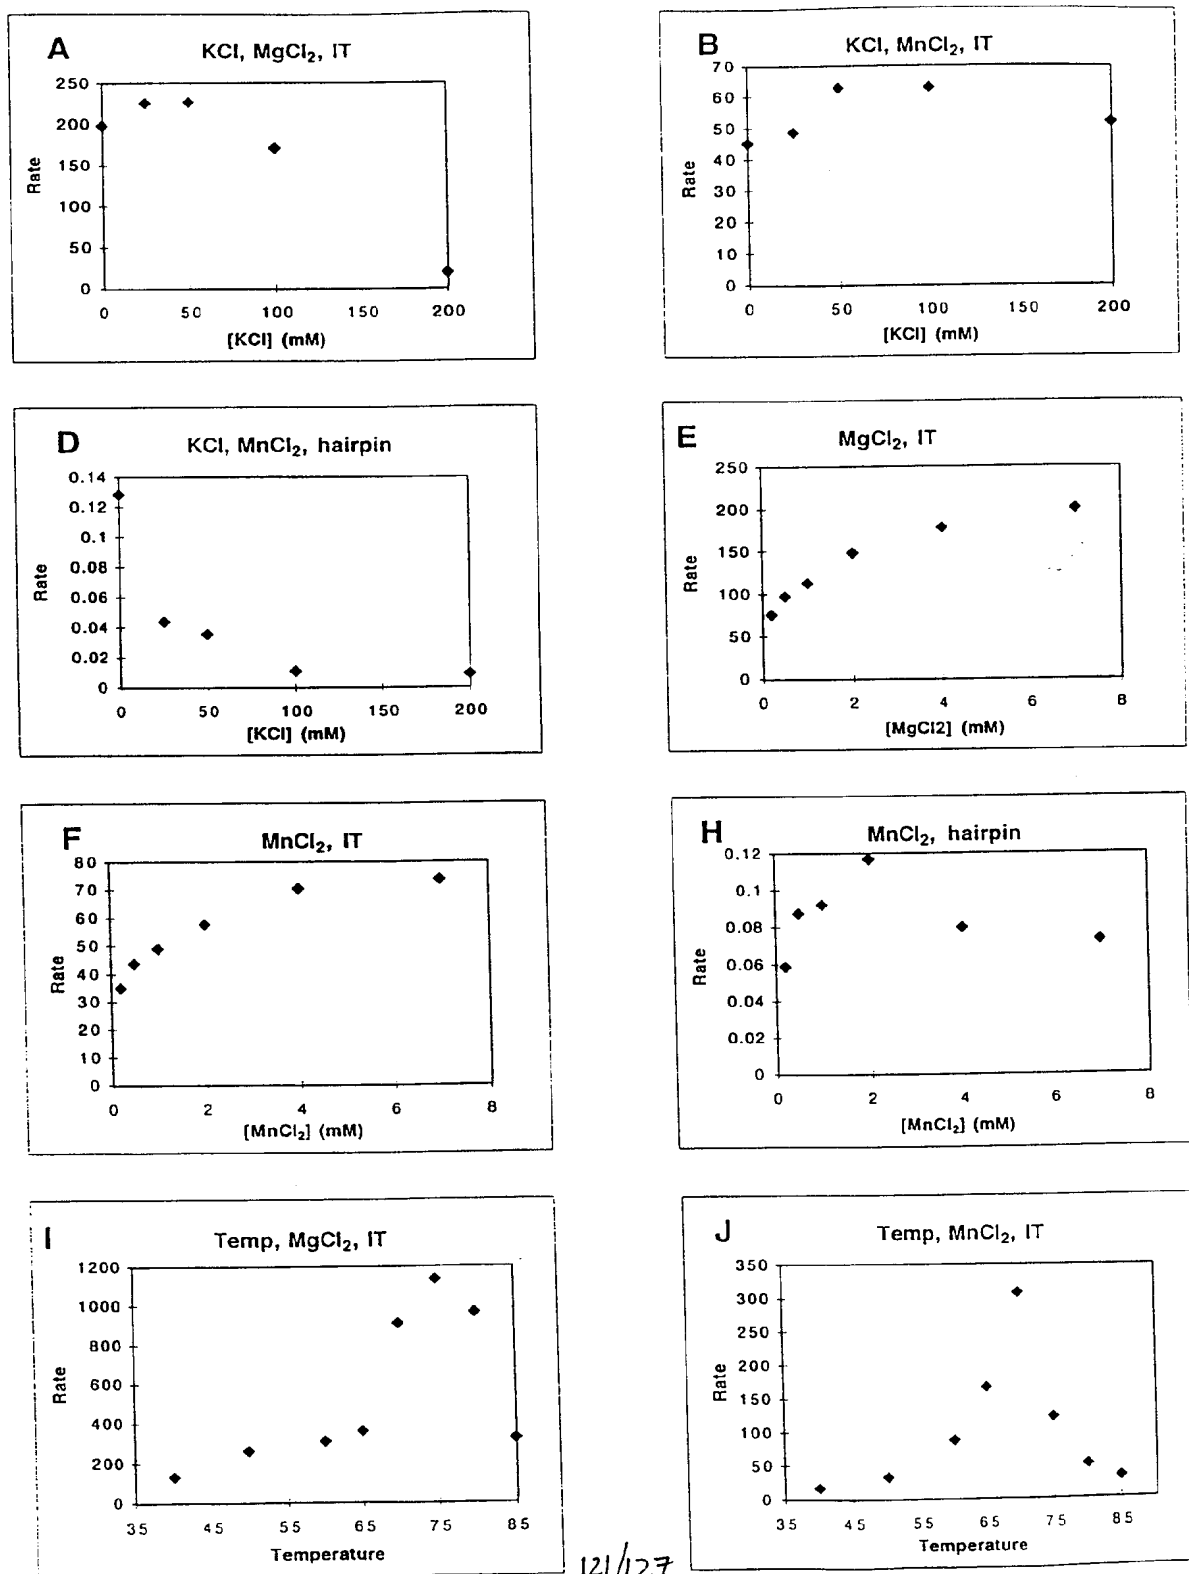 A
KCl, MgCl₂, IT
250
200
150
100
50
0
Rate
0 50 100 150 200
[KCl] (mM)
B
KCl, MnCl₂, IT
70
60
50
40
30
20
10
0
Rate
0 50 100 150 200
[KCl] (mM)
D
KCl, MnCl₂, hairpin
0.14
0.12
0.1
0.08
0.06
0.04
0.02
0
Rate
0 50 100 150 200
[KCl] (mM)
E
MgCl₂, IT
250
200
150
100
50
0
Rate
0 2 4 6 8
[MgCl2] (mM)
F
MnCl₂, IT
80
70
60
50
40
30
20
10
0
Rate
0 2 4 6 8
[MnCl₂] (mM)
H
MnCl₂, hairpin
0.12
0.1
0.08
0.06
0.04
0.02
0
Rate
0 2 4 6 8
[MnCl₂] (mM)
I
Temp, MgCl₂, IT
1200
1000
800
600
400
200
0
Rate
35 45 55 65 75 85
Temperature
J
Temp, MnCl₂, IT
350
300
250
200
150
100
50
0
Rate
35 45 55 65 75 85
Temperature
121/127